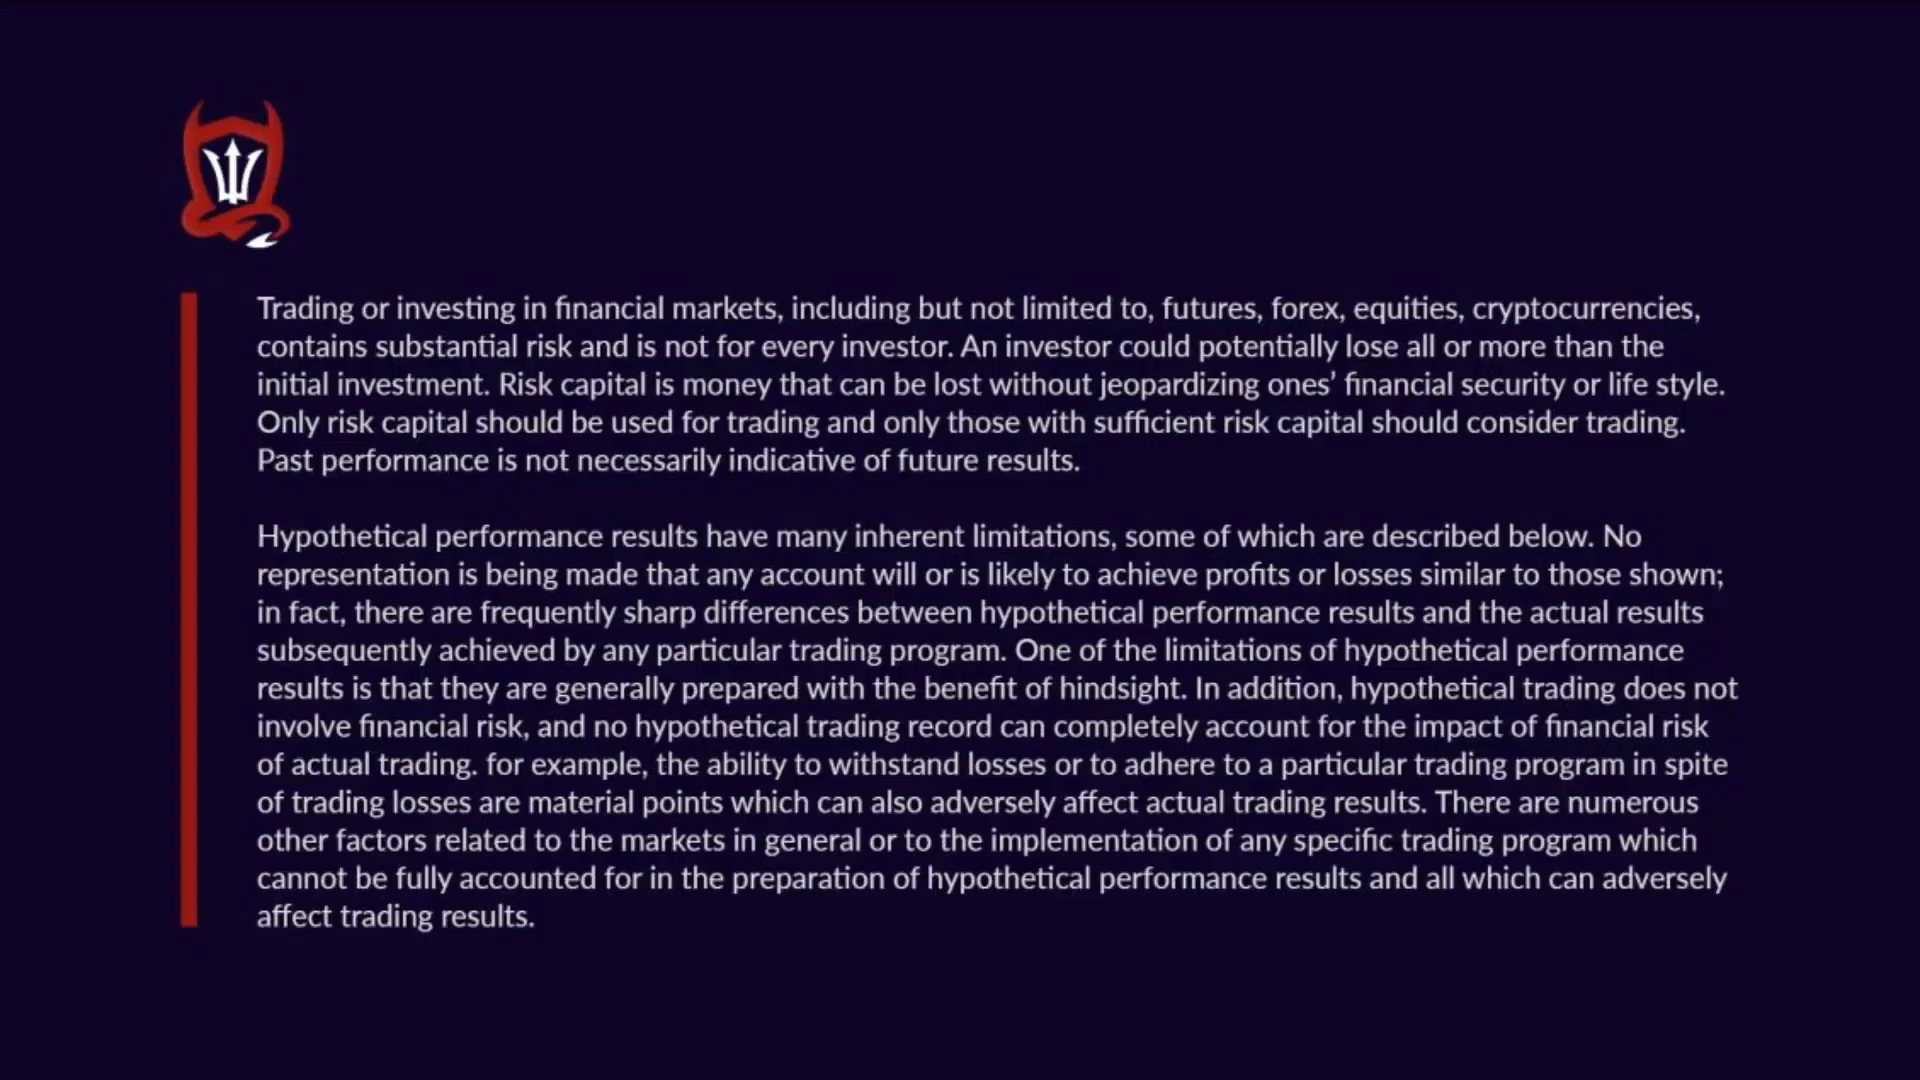 Trading or investing in financial markets, including but not limited to, futures, forex, equities, cryptocurrencies,
contains substantial risk and is not for every investor. An investor could potentially lose all or more than the
initial investment. Risk capital is money that can be lost without jeopardizing ones’ financial security or life style.
Only risk capital should be used for trading and only those with sufficient risk capital should consider trading.
Past performance is not necessarily indicative of future results.
Hypothetical performance results have many inherent limitations, some of which are described below. No
representation is being made that any account will or is likely to achieve profits or losses similar to those shown;
in fact, there are frequently sharp differences between hypothetical performance results and the actual results
subsequently achieved by any particular trading program. One of the limitations of hypothetical performance
results is that they are generally prepared with the benefit of hindsight. In addition, hypothetical trading does not
involve financial risk, and no hypothetical trading record can completely account for the impact of financial risk
of actual trading. for example, the ability to withstand losses or to adhere to a particular trading program in spite
of trading losses are material points which can also adversely affect actual trading results. There are numerous
other factors related to the markets in general or to the implementation of any specific trading program which
cannot be fully accounted for in the preparation of hypothetical performance results and all which can adversely
affect trading results.